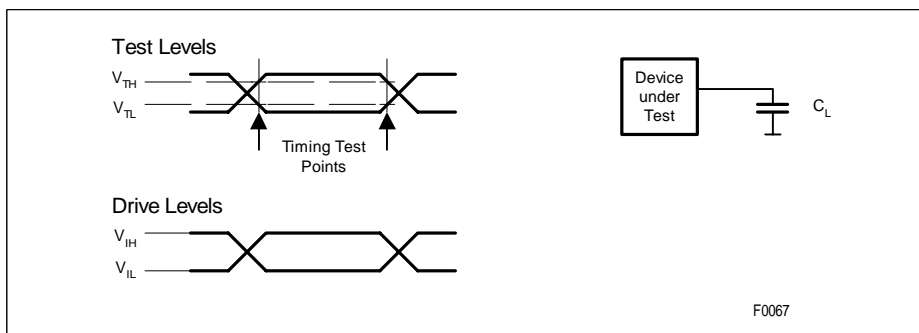 Test Levels
VTH
VTL
Timing Test
Points
Device
under
Test
CL
Drive Levels
VIH
VIL
F0067